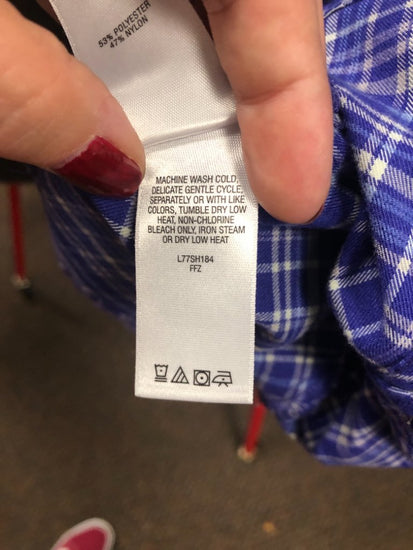 53% POLYESTER
47% NYLON
MACHINE WASH COLD,
DELICATE GENTLE CYCLE,
SEPARATELY OR WITH LIKE
COLORS, TUMBLE DRY LOW
HEAT, NON-CHLORINE
BLEACH ONLY, IRON STEAM
OR DRY LOW HEAT
L77SH184
FFZ